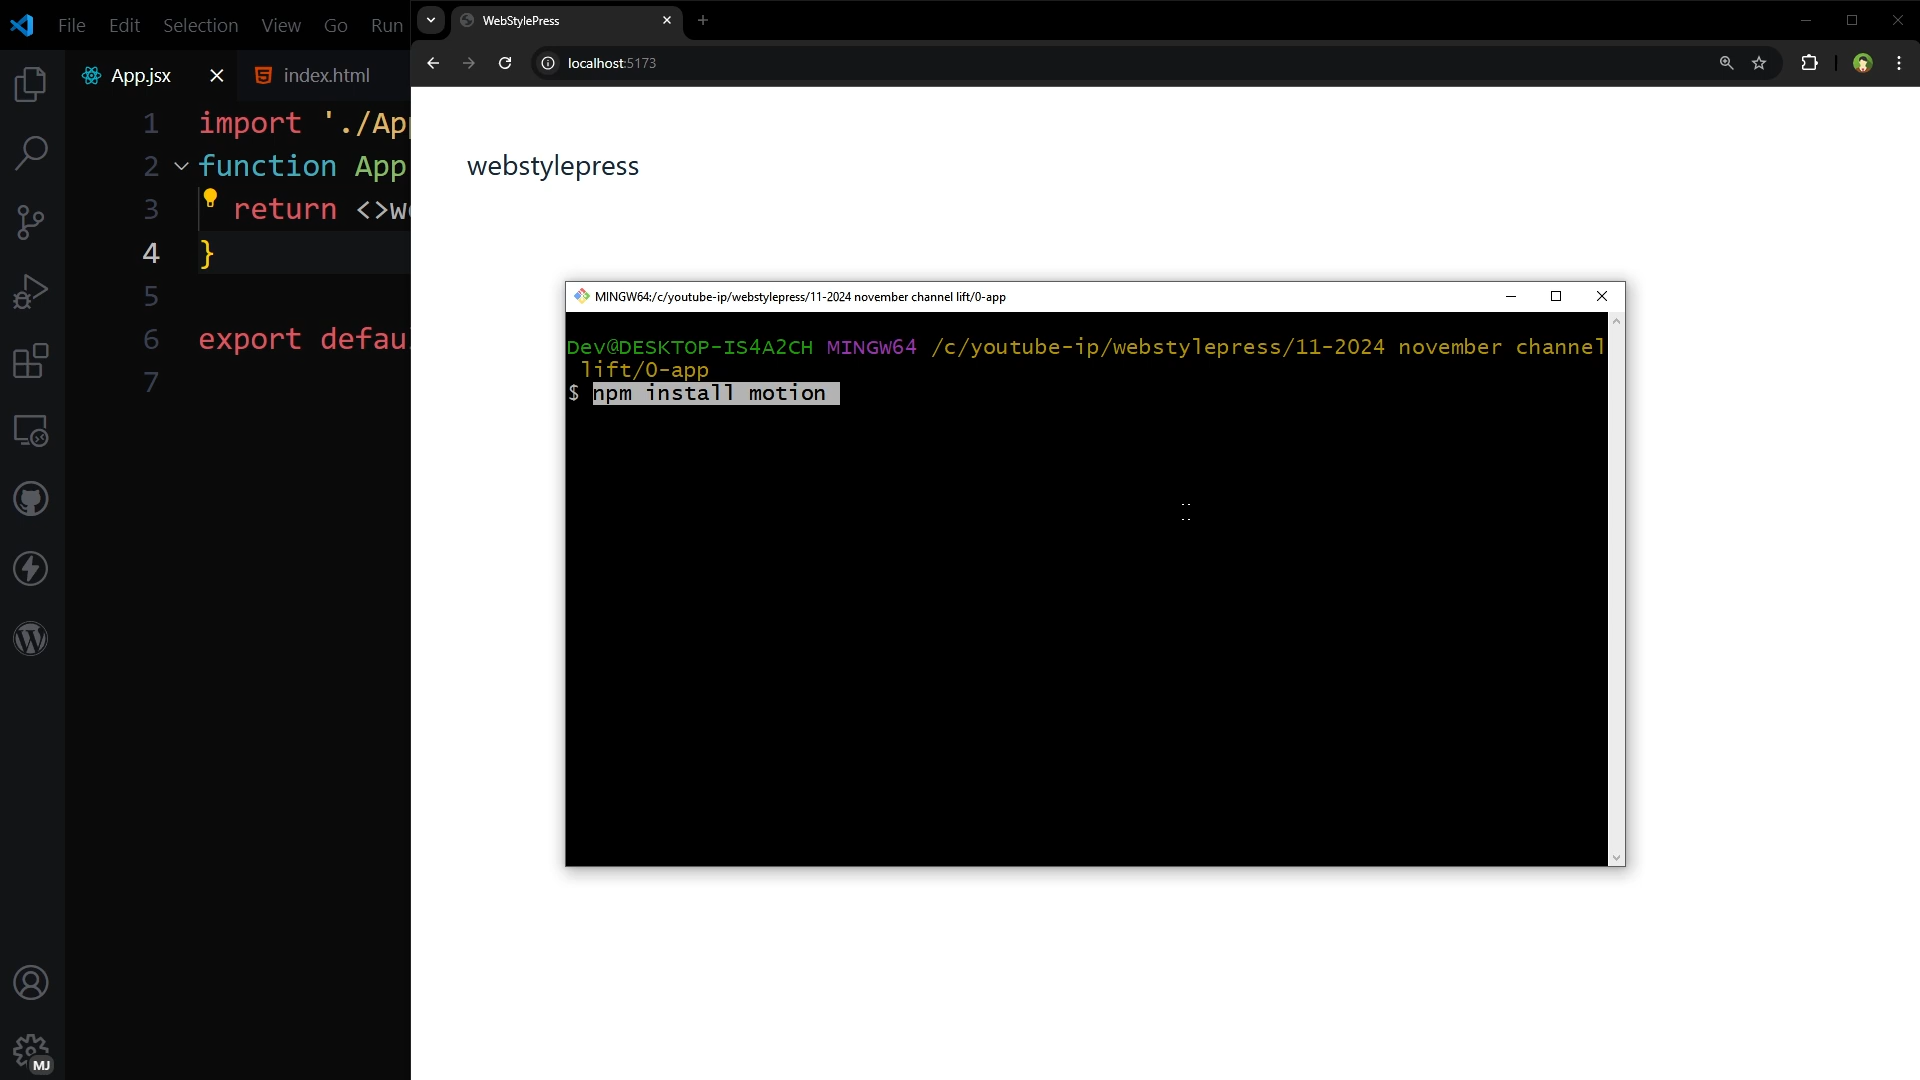 File Edit Selection View Go Run
App.jsx
index.html
1 import './App
2 function App
3 return <>we
4 }
5
6 export defau
7
MJ
WebStylePress
localhost:5173
webstylepress
MINGW64:/c/youtube-ip/webstylepress/11-2024 november channel lift/0-app
Dev@DESKTOP-IS4A2CH MINGW64 /c/youtube-ip/webstylepress/11-2024 november channel
lift/0-app
$ npm install motion